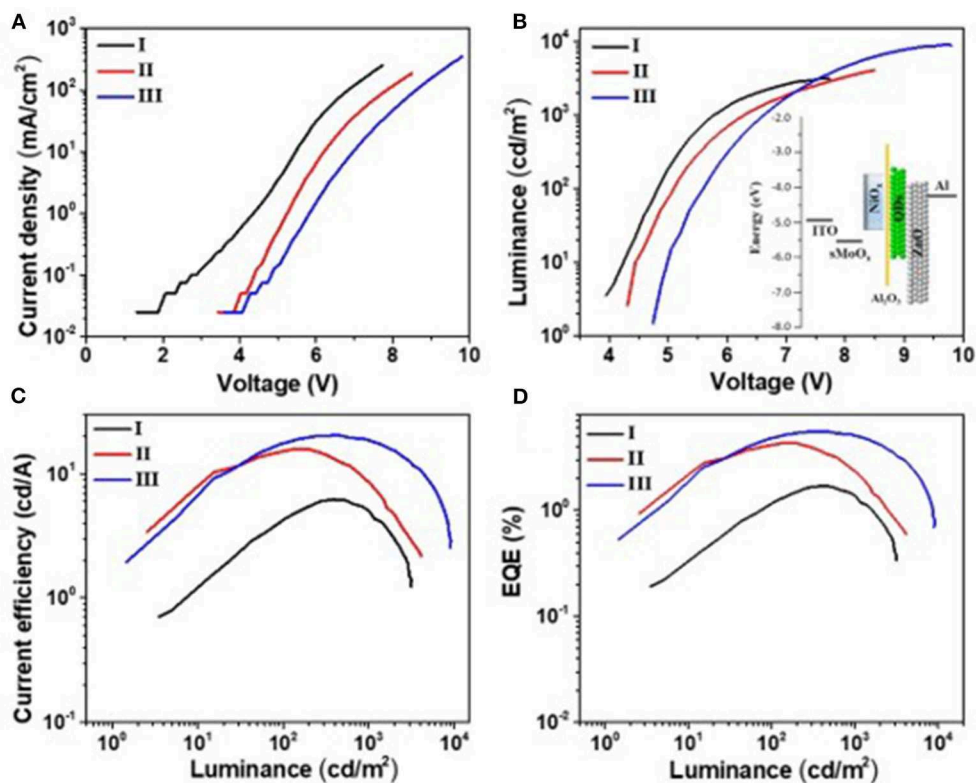 A
10³
10²
10¹
10⁰
10⁻¹
10⁻²
Current density (mA/cm²)
I
II
III
0 2 4 6 8 10
Voltage (V)
B
10⁴
10³
10²
10¹
10⁰
Luminance (cd/m²)
I
II
III
-2.0
-3.0
-4.0
-5.0
-6.0
-7.0
-8.0
Energy (eV)
ITO
sMoOₓ
NiOₓ
Al₂O₃
QDs
ZnO
Al
4 5 6 7 8 9 10
Voltage (V)
C
10¹
10⁰
10⁻¹
Current efficiency (cd/A)
I
II
III
10⁰ 10¹ 10² 10³ 10⁴
Luminance (cd/m²)
D
10⁰
10⁻¹
10⁻²
EQE (%)
I
II
III
10⁰ 10¹ 10² 10³ 10⁴
Luminance (cd/m²)